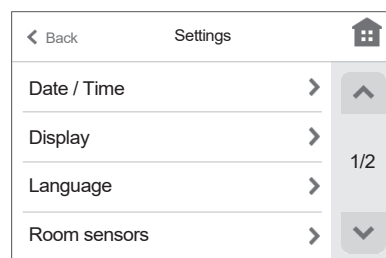 Back
Settings
Date / Time
Display
1/2
Language
Room sensors